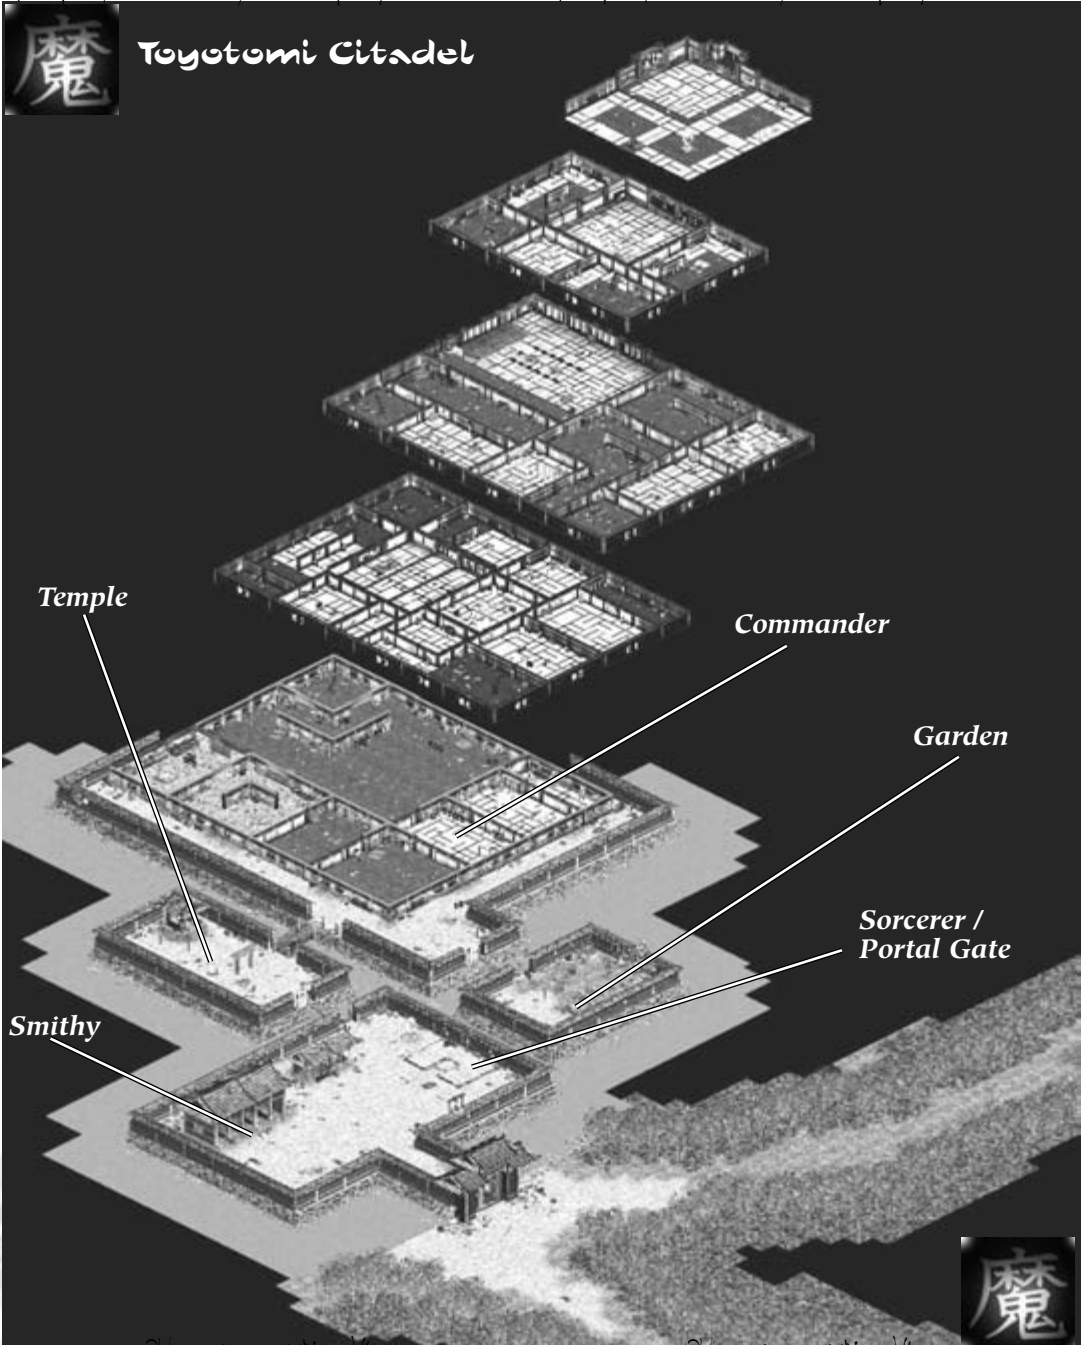 魔
Toyotomi Citadel
Temple
Commander
Garden
Sorcerer /
Portal Gate
Smithy
魔